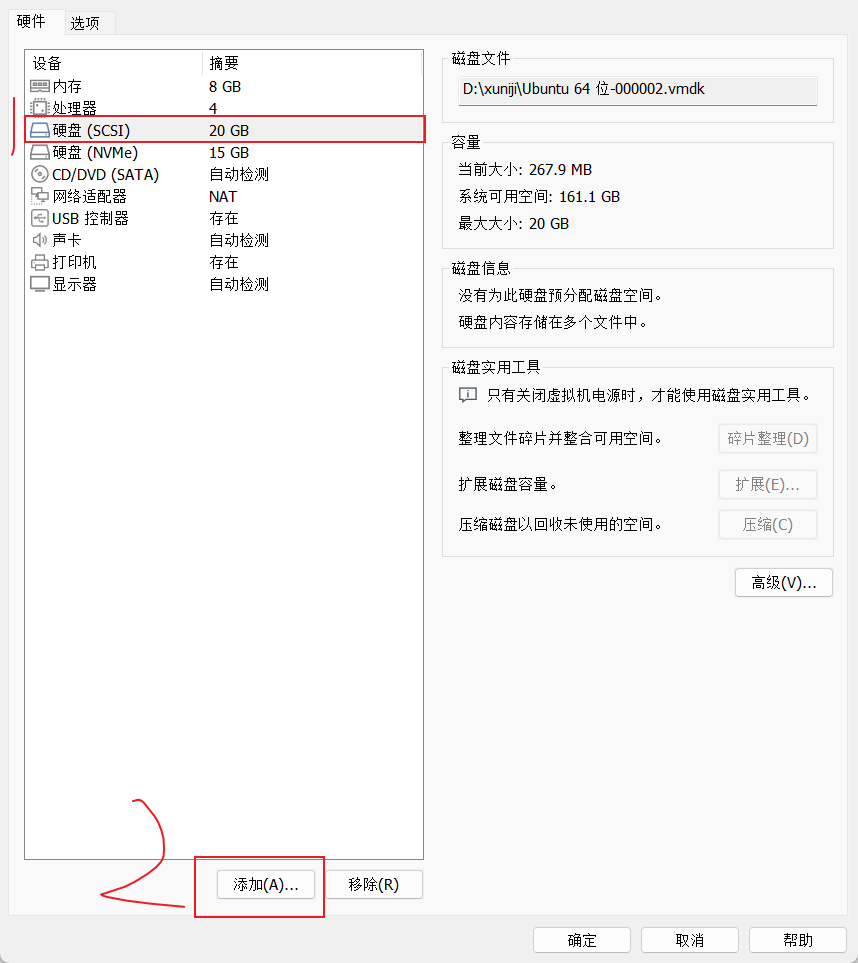 硬件 选项
设备 摘要
内存 8 GB
处理器 4
硬盘 (SCSI) 20 GB
硬盘 (NVMe) 15 GB
CD/DVD (SATA) 自动检测
网络适配器 NAT
USB 控制器 存在
声卡 自动检测
打印机 存在
显示器 自动检测
添加(A)... 移除(R)
磁盘文件
D:\xuniji\Ubuntu 64 位-000002.vmdk
容量
当前大小: 267.9 MB
系统可用空间: 161.1 GB
最大大小: 20 GB
磁盘信息
没有为此硬盘预分配磁盘空间。
硬盘内容存储在多个文件中。
磁盘实用工具
只有关闭虚拟机电源时，才能使用磁盘实用工具。
整理文件碎片并整合可用空间。 碎片整理(D)
扩展磁盘容量。 扩展(E)...
压缩磁盘以回收未使用的空间。 压缩(C)
高级(V)...
确定 取消 帮助
1
2